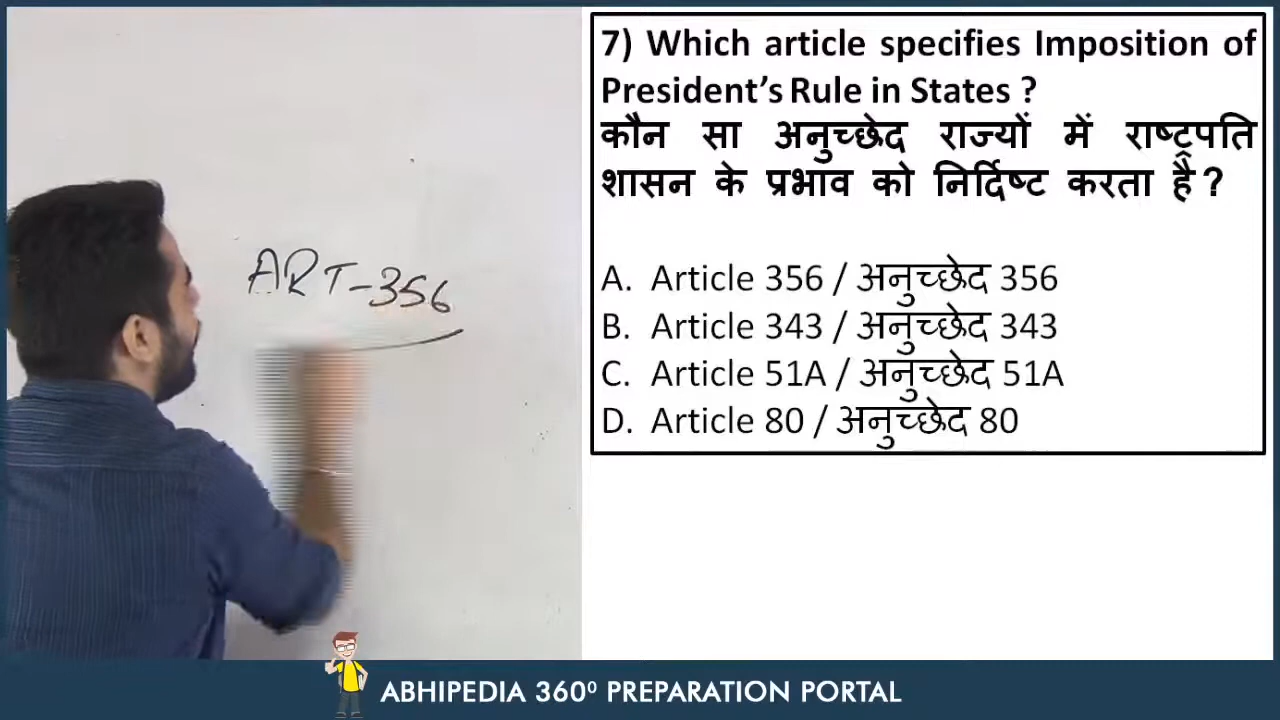 ART-356
7) Which article specifies Imposition of
President's Rule in States ?
कौन सा अनुच्छेद राज्यों में राष्ट्रपति
शासन के प्रभाव को निर्दिष्ट करता है ?
A. Article 356 / अनुच्छेद 356
B. Article 343 / अनुच्छेद 343
C. Article 51A / अनुच्छेद 51A
D. Article 80 / अनुच्छेद 80
ABHIPEDIA 360⁰ PREPARATION PORTAL